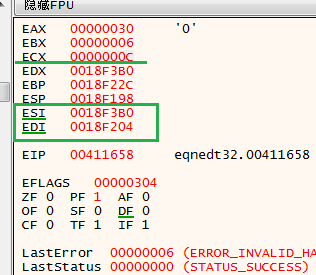 隐藏FPU
EAX 00000030 '0'
EBX 00000006
ECX 0000000C
EDX 0018F3B0
EBP 0018F22C
ESP 0018F198
ESI 0018F3B0
EDI 0018F204
EIP 00411658 eqnedt32.00411658
EFLAGS 00000304
ZF 0 PF 1 AF 0
OF 0 SF 0 DF 0
CF 0 TF 1 IF 1
LastError 00000006 (ERROR_INVALID_HA
LastStatus 00000000 (STATUS_SUCCESS)